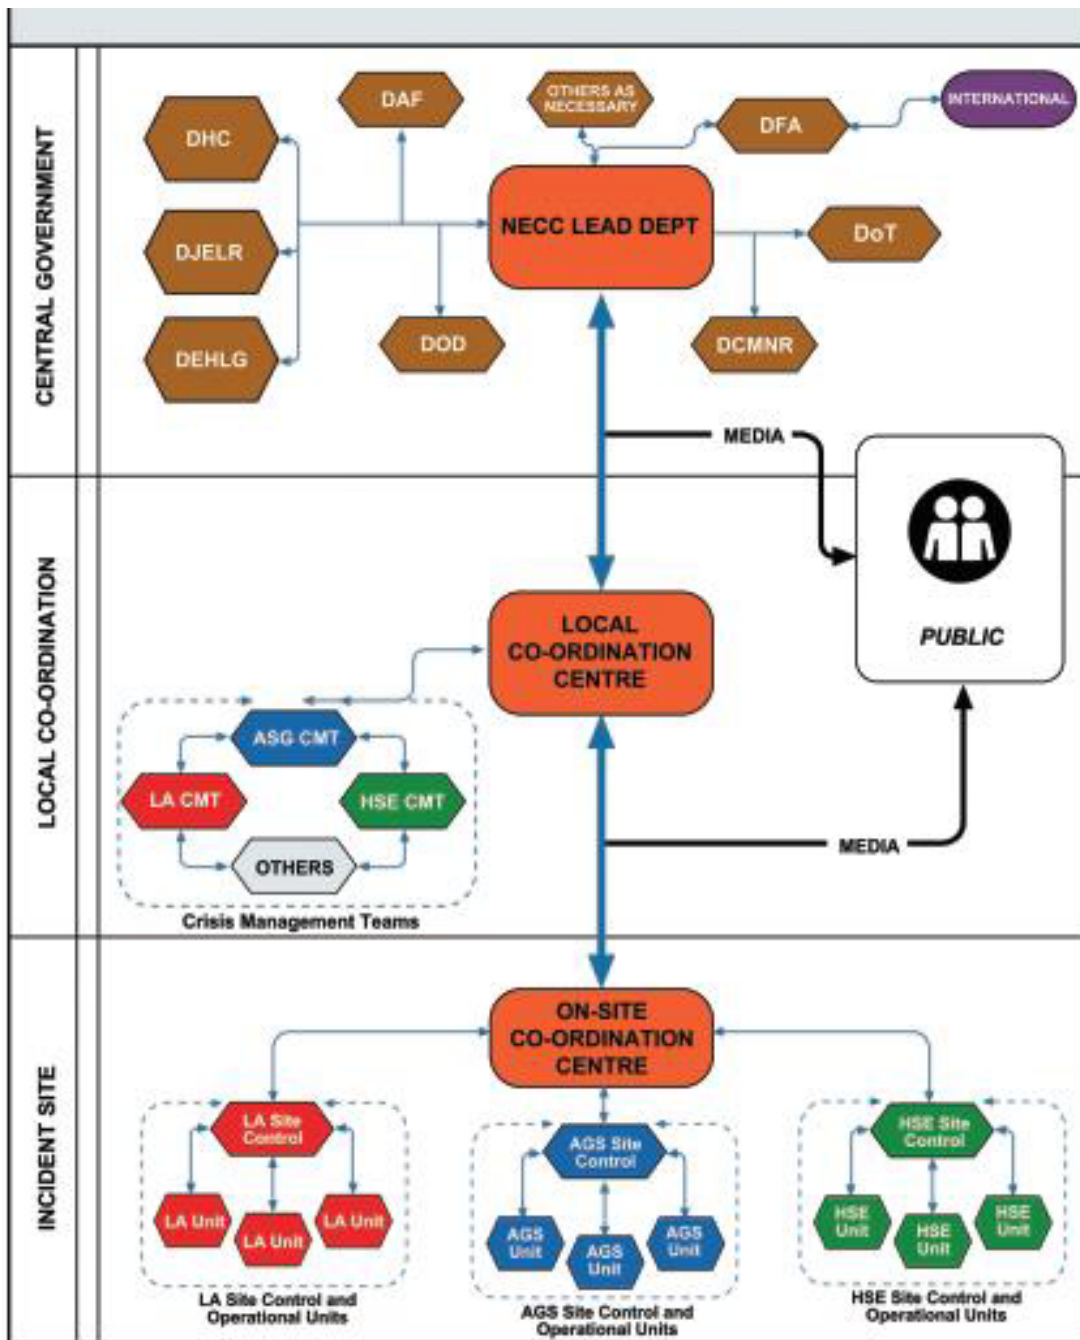 CENTRAL GOVERNMENT
DAF
OTHERS AS
NECESSARY
INTERNATIONAL
DFA
DHC
NECC LEAD DEPT
DoT
DJELR
DOD
DCMNR
DEHLG
MEDIA
PUBLIC
LOCAL CO-ORDINATION
LOCAL
CO-ORDINATION
CENTRE
ASG CMT
LA CMT
HSE CMT
OTHERS
Crisis Management Teams
MEDIA
INCIDENT SITE
ON-SITE
CO-ORDINATION
CENTRE
LA Site
Control
LA Unit
LA Unit
LA Unit
LA Site Control and
Operational Units
AGS Site
Control
AGS
Unit
AGS
Unit
AGS
Unit
AGS Site Control and
Operational Units
HSE Site
Control
HSE
Unit
HSE
Unit
HSE
Unit
HSE Site Control and
Operational Units